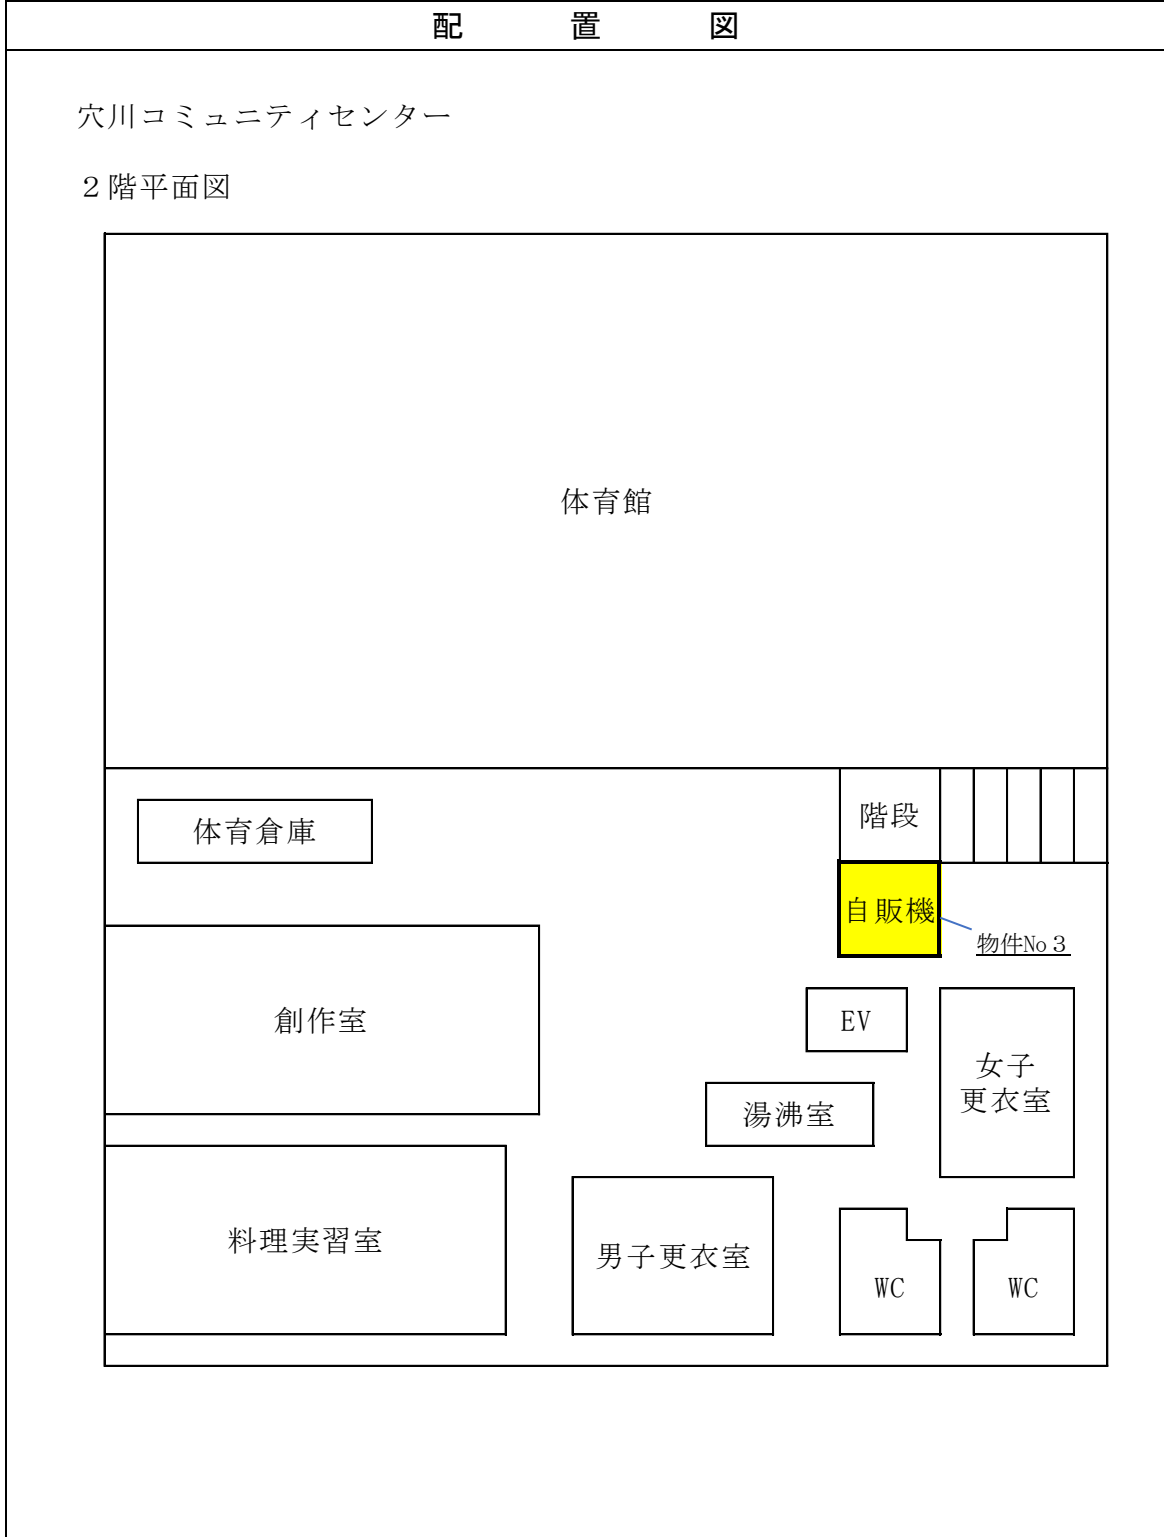 配置図
穴川コミュニティセンター
２階平面図
体育館
階段
体育倉庫
自販機
物件No３
創作室
EV
女子
更衣室
湯沸室
料理実習室
男子更衣室
WC
WC